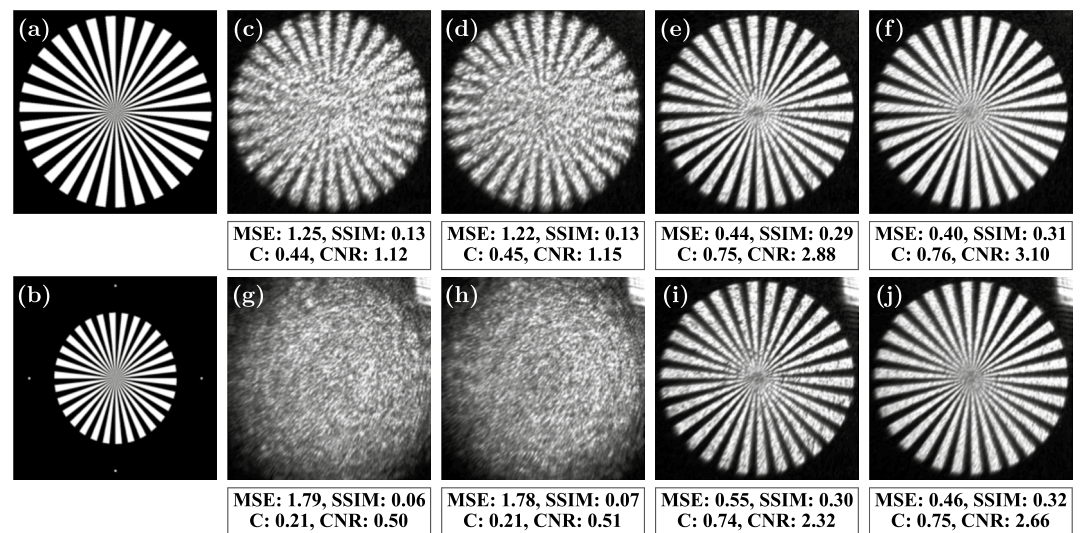 (a)
(c)
(d)
(e)
(f)
MSE: 1.25, SSIM: 0.13
C: 0.44, CNR: 1.12
MSE: 1.22, SSIM: 0.13
C: 0.45, CNR: 1.15
MSE: 0.44, SSIM: 0.29
C: 0.75, CNR: 2.88
MSE: 0.40, SSIM: 0.31
C: 0.76, CNR: 3.10
(b)
(g)
(h)
(i)
(j)
MSE: 1.79, SSIM: 0.06
C: 0.21, CNR: 0.50
MSE: 1.78, SSIM: 0.07
C: 0.21, CNR: 0.51
MSE: 0.55, SSIM: 0.30
C: 0.74, CNR: 2.32
MSE: 0.46, SSIM: 0.32
C: 0.75, CNR: 2.66